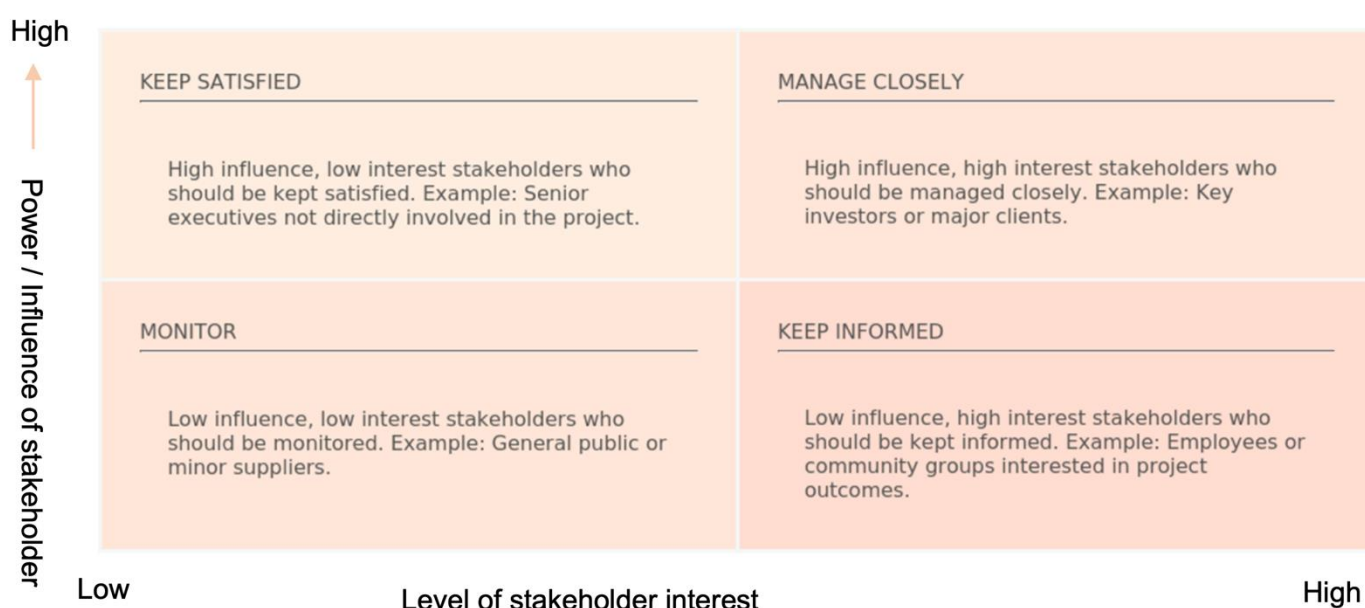 High
KEEP SATISFIED
High influence, low interest stakeholders who
should be kept satisfied. Example: Senior
executives not directly involved in the project.
MANAGE CLOSELY
High influence, high interest stakeholders who
should be managed closely. Example: Key
investors or major clients.
Power / Influence of stakeholder
MONITOR
Low influence, low interest stakeholders who
should be monitored. Example: General public or
minor suppliers.
KEEP INFORMED
Low influence, high interest stakeholders who
should be kept informed. Example: Employees or
community groups interested in project
outcomes.
Low
Level of stakeholder interest
High